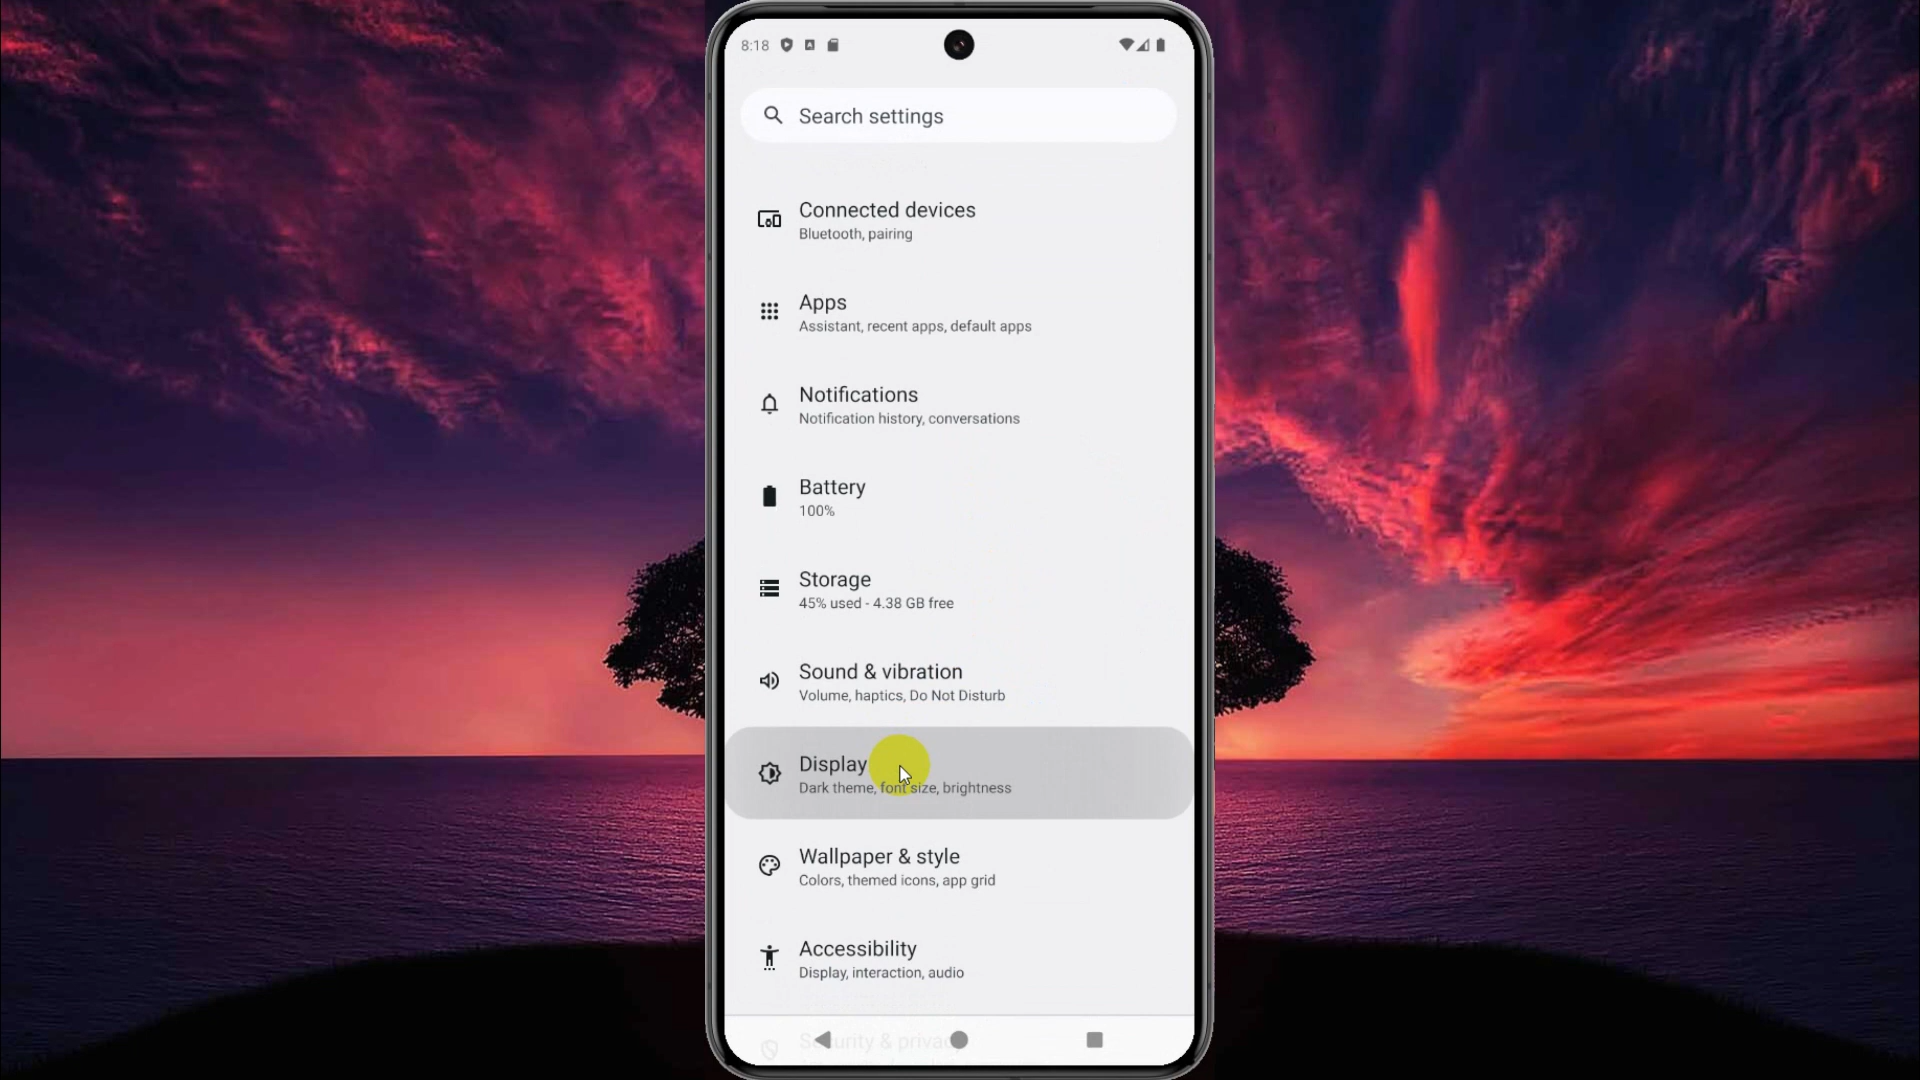 8:18
Search settings
Connected devices
Bluetooth, pairing
Apps
Assistant, recent apps, default apps
Notifications
Notification history, conversations
Battery
100%
Storage
45% used - 4.38 GB free
Sound & vibration
Volume, haptics, Do Not Disturb
Display
Dark theme, font size, brightness
Wallpaper & style
Colors, themed icons, app grid
Accessibility
Display, interaction, audio
Security & privacy